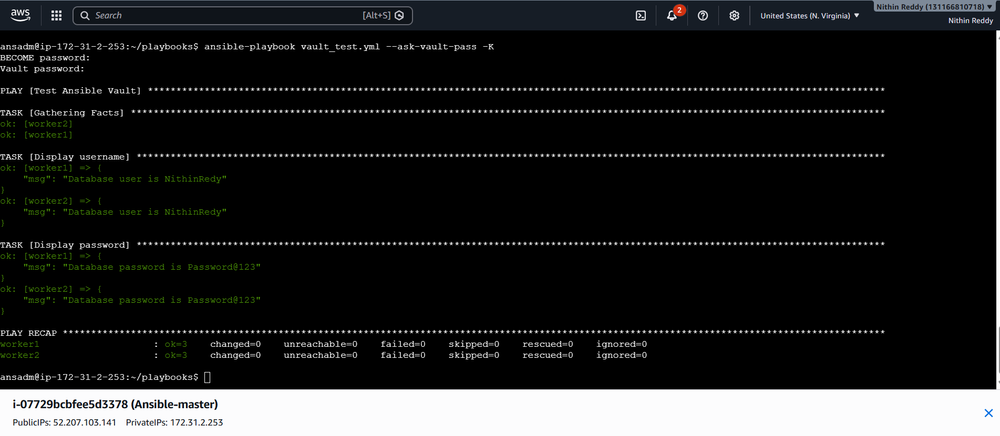 aws
Search [Alt+S]
2
United States (N. Virginia) ▼
Nithin Reddy (131166810718) ▼
Nithin Reddy
ansadm@ip-172-31-2-253:~/playbooks$ ansible-playbook vault_test.yml --ask-vault-pass -K
BECOME password:
Vault password:
PLAY [Test Ansible Vault] **********************************************************************************************************************************
TASK [Gathering Facts] *************************************************************************************************************************************
ok: [worker2]
ok: [worker1]
TASK [Display username] ************************************************************************************************************************************
ok: [worker1] => {
    "msg": "Database user is NithinRedy"
}
ok: [worker2] => {
    "msg": "Database user is NithinRedy"
}
TASK [Display password] ************************************************************************************************************************************
ok: [worker1] => {
    "msg": "Database password is Password@123"
}
ok: [worker2] => {
    "msg": "Database password is Password@123"
}
PLAY RECAP *************************************************************************************************************************************************
worker1                    : ok=3    changed=0    unreachable=0    failed=0    skipped=0    rescued=0    ignored=0
worker2                    : ok=3    changed=0    unreachable=0    failed=0    skipped=0    rescued=0    ignored=0
ansadm@ip-172-31-2-253:~/playbooks$
i-07729bcbfee5d3378 (Ansible-master)
PublicIPs: 52.207.103.141    PrivateIPs: 172.31.2.253